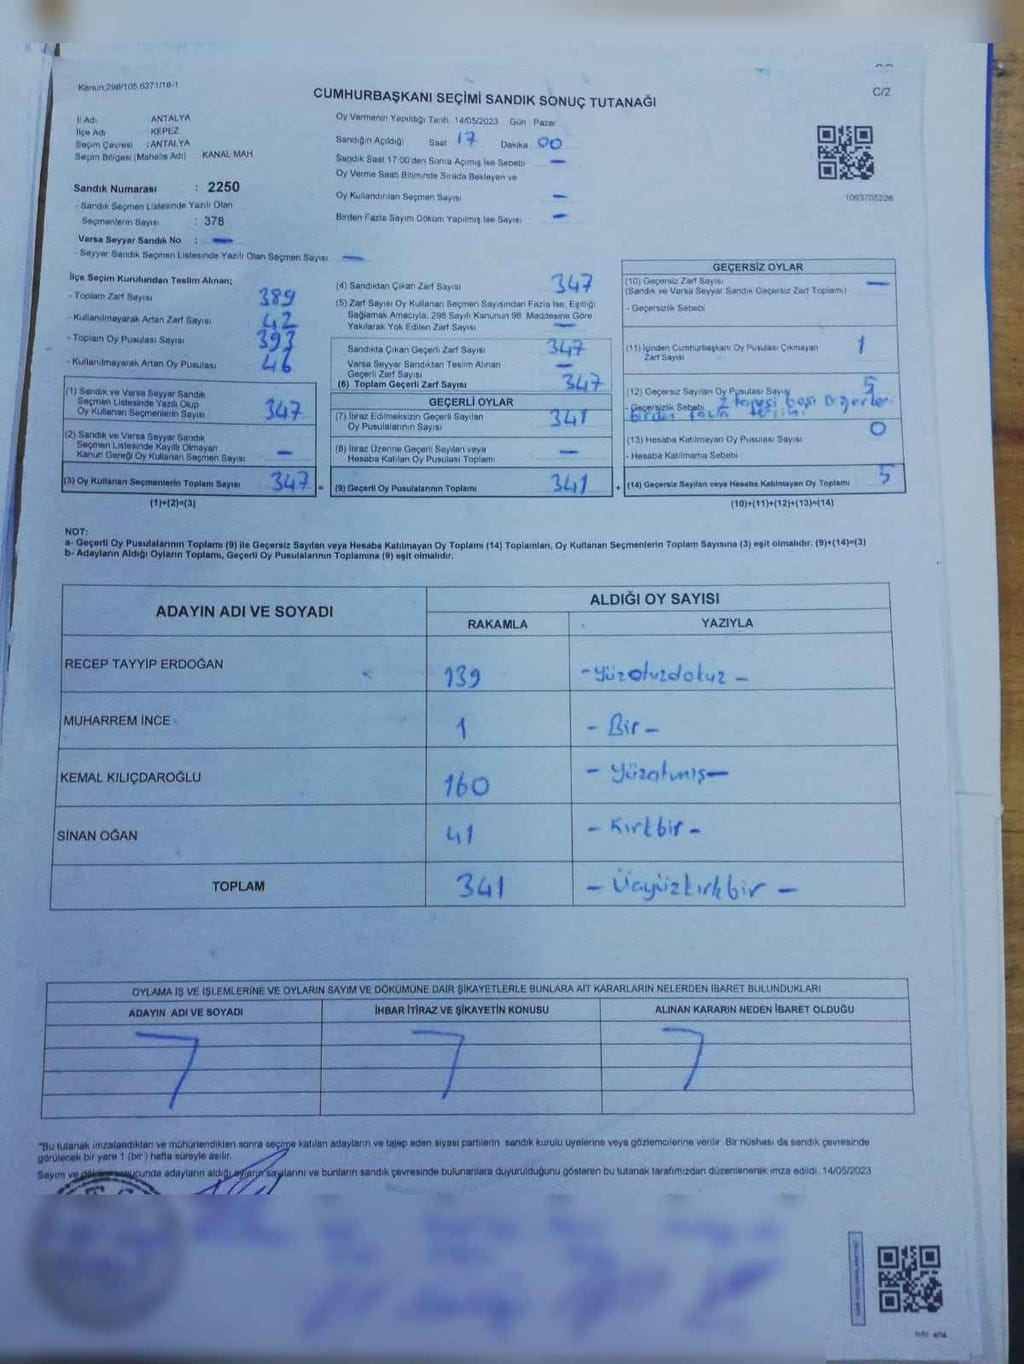 Kanun:298/105 6271/18-1
CUMHURBAŞKANI SEÇİMİ SANDIK SONUÇ TUTANAĞI
C/2
İl Adı ANTALYA
İlçe Adı KEPEZ
Seçim Çevresi : ANTALYA
Seçim Bölgesi (Mahalle Adı) KANAL MAH
Sandık Numarası : 2250
- Sandık Seçmen Listesinde Yazılı Olan
Seçmenlerin Sayısı : 378
Varsa Seyyar Sandık No : —
- Seyyar Sandık Seçmen Listesinde Yazılı Olan Seçmen Sayısı —
Oy Vermenin Yapıldığı Tarih 14/05/2023 Gün Pazar
Sandığın Açıldığı Saat 17 Dakika 00
Sandık Saat 17:00'den Sonra Açılmış İse Sebebi —
Oy Verme Saati Bitiminde Sırada Bekleyen ve
Oy Kullandırılan Seçmen Sayısı —
Birden Fazla Sayım Döküm Yapılmış İse Sayısı —
1093705236
İlçe Seçim Kurulundan Teslim Alınan;
- Toplam Zarf Sayısı 389
- Kullanılmayarak Artan Zarf Sayısı 42
- Toplam Oy Pusulası Sayısı 393
- Kullanılmayarak Artan Oy Pusulası 46
(1) Sandık ve Varsa Seyyar Sandık
Seçmen Listesinde Yazılı Olup
Oy Kullanan Seçmenlerin Sayısı 347
(2) Sandık ve Varsa Seyyar Sandık
Seçmen Listesinde Kayıtlı Olmayan
Kanun Gereği Oy Kullanan Seçmen Sayısı —
(3) Oy Kullanan Seçmenlerin Toplam Sayısı 347 =
(1)+(2)=(3)
(4) Sandıktan Çıkan Zarf Sayısı 347
(5) Zarf Sayısı Oy Kullanan Seçmen Sayısından Fazla İse, Eşitliği
Sağlamak Amacıyla, 298 Sayılı Kanunun 98. Maddesine Göre
Yakılarak Yok Edilen Zarf Sayısı —
Sandıkta Çıkan Geçerli Zarf Sayısı 347
Varsa Seyyar Sandıktan Teslim Alınan
Geçerli Zarf Sayısı —
(6) Toplam Geçerli Zarf Sayısı 347
GEÇERLİ OYLAR
(7) İtiraz Edilmeksizin Geçerli Sayılan
Oy Pusulalarının Sayısı 341
(8) İtiraz Üzerine Geçerli Sayılan veya
Hesaba Katılan Oy Pusulası Toplamı —
(9) Geçerli Oy Pusulalarının Toplamı 341 +
GEÇERSİZ OYLAR
(10) Geçersiz Zarf Sayısı —
(Sandık ve Varsa Seyyar Sandık Geçersiz Zarf Toplamı)
- Geçersizlik Sebebi
(11) İçinden Cumhurbaşkanı Oy Pusulası Çıkmayan
Zarf Sayısı 1
(12) Geçersiz Sayılan Oy Pusulası Sayısı 5
- Geçersizlik Sebebi 2 tanesi boş Diğerleri
birden fazla
(13) Hesaba Katılmayan Oy Pusulası Sayısı 0
- Hesaba Katılmama Sebebi
(14) Geçersiz Sayılan veya Hesaba Katılmayan Oy Toplamı 5
(10)+(11)+(12)+(13)=(14)
NOT:
a- Geçerli Oy Pusulalarının Toplamı (9) ile Geçersiz Sayılan veya Hesaba Katılmayan Oy Toplamı (14) Toplamları, Oy Kullanan Seçmenlerin Toplam Sayısına (3) eşit olmalıdır. (9)+(14)=(3)
b- Adayların Aldığı Oyların Toplamı, Geçerli Oy Pusulalarının Toplamına (9) eşit olmalıdır.
ADAYIN ADI VE SOYADI ALDIĞI OY SAYISI
RAKAMLA YAZIYLA
RECEP TAYYİP ERDOĞAN 139 - Yüzotuzdokuz -
MUHARREM İNCE 1 - Bir -
KEMAL KILIÇDAROĞLU 160 - Yüzatmış -
SİNAN OĞAN 41 - Kırkbir -
TOPLAM 341 - Üçyüzkırkbir -
OYLAMA İŞ VE İŞLEMLERİNE VE OYLARIN SAYIM VE DÖKÜMÜNE DAİR ŞİKAYETLERLE BUNLARA AİT KARARLARIN NELERDEN İBARET BULUNDUKLARI
ADAYIN ADI VE SOYADI İHBAR İTİRAZ VE ŞİKAYETİN KONUSU ALINAN KARARIN NEDEN İBARET OLDUĞU
"Bu tutanak imzalandıktan ve mühürlendikten sonra seçime katılan adayların ve talep eden siyasi partilerin sandık kurulu üyelerine veya gözlemcilerine verilir. Bir nüshası da sandık çevresinde
görülecek bir yere 1 (bir) hafta süreyle asılır.
Sayım ve döküm sonucunda adayların aldığı oyların sayılarını ve bunların sandık çevresinde bulunanlara duyurulduğunu gösteren bu tutanak tarafımızdan düzenlenerek imza edildi. 14/05/2023